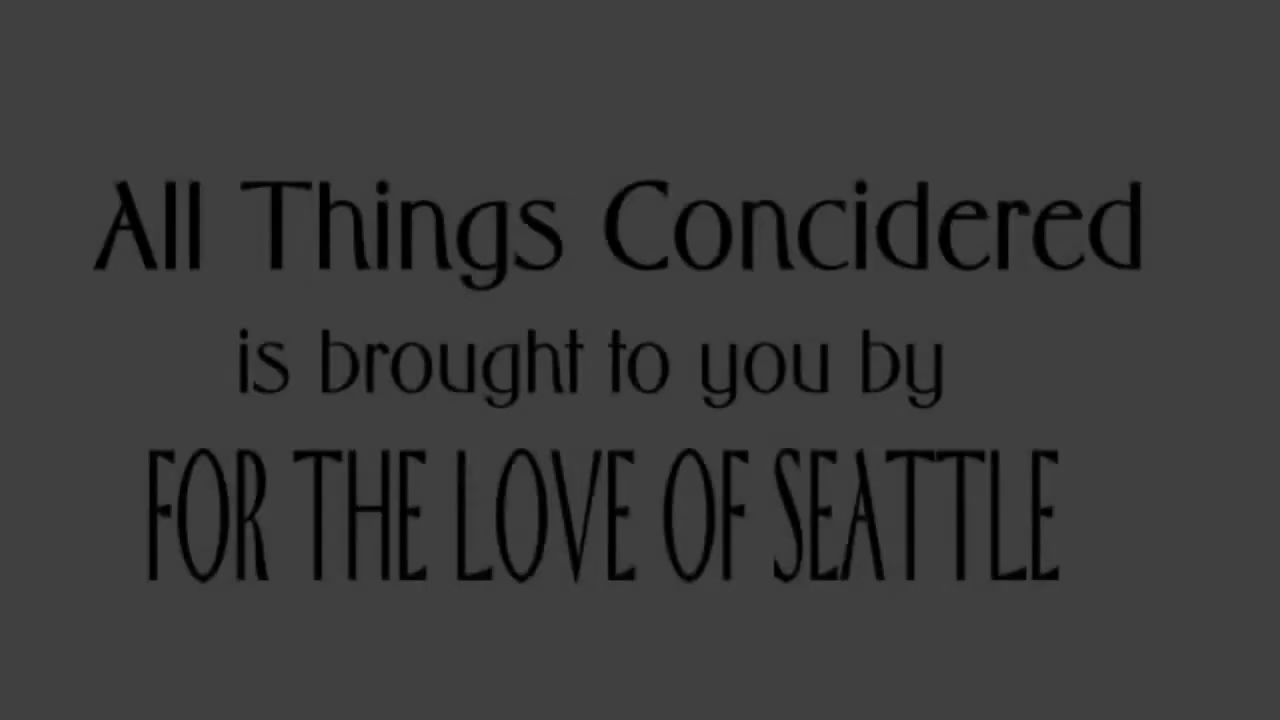 All Things Concidered
is brought to you by
FOR THE LOVE OF SEATTLE